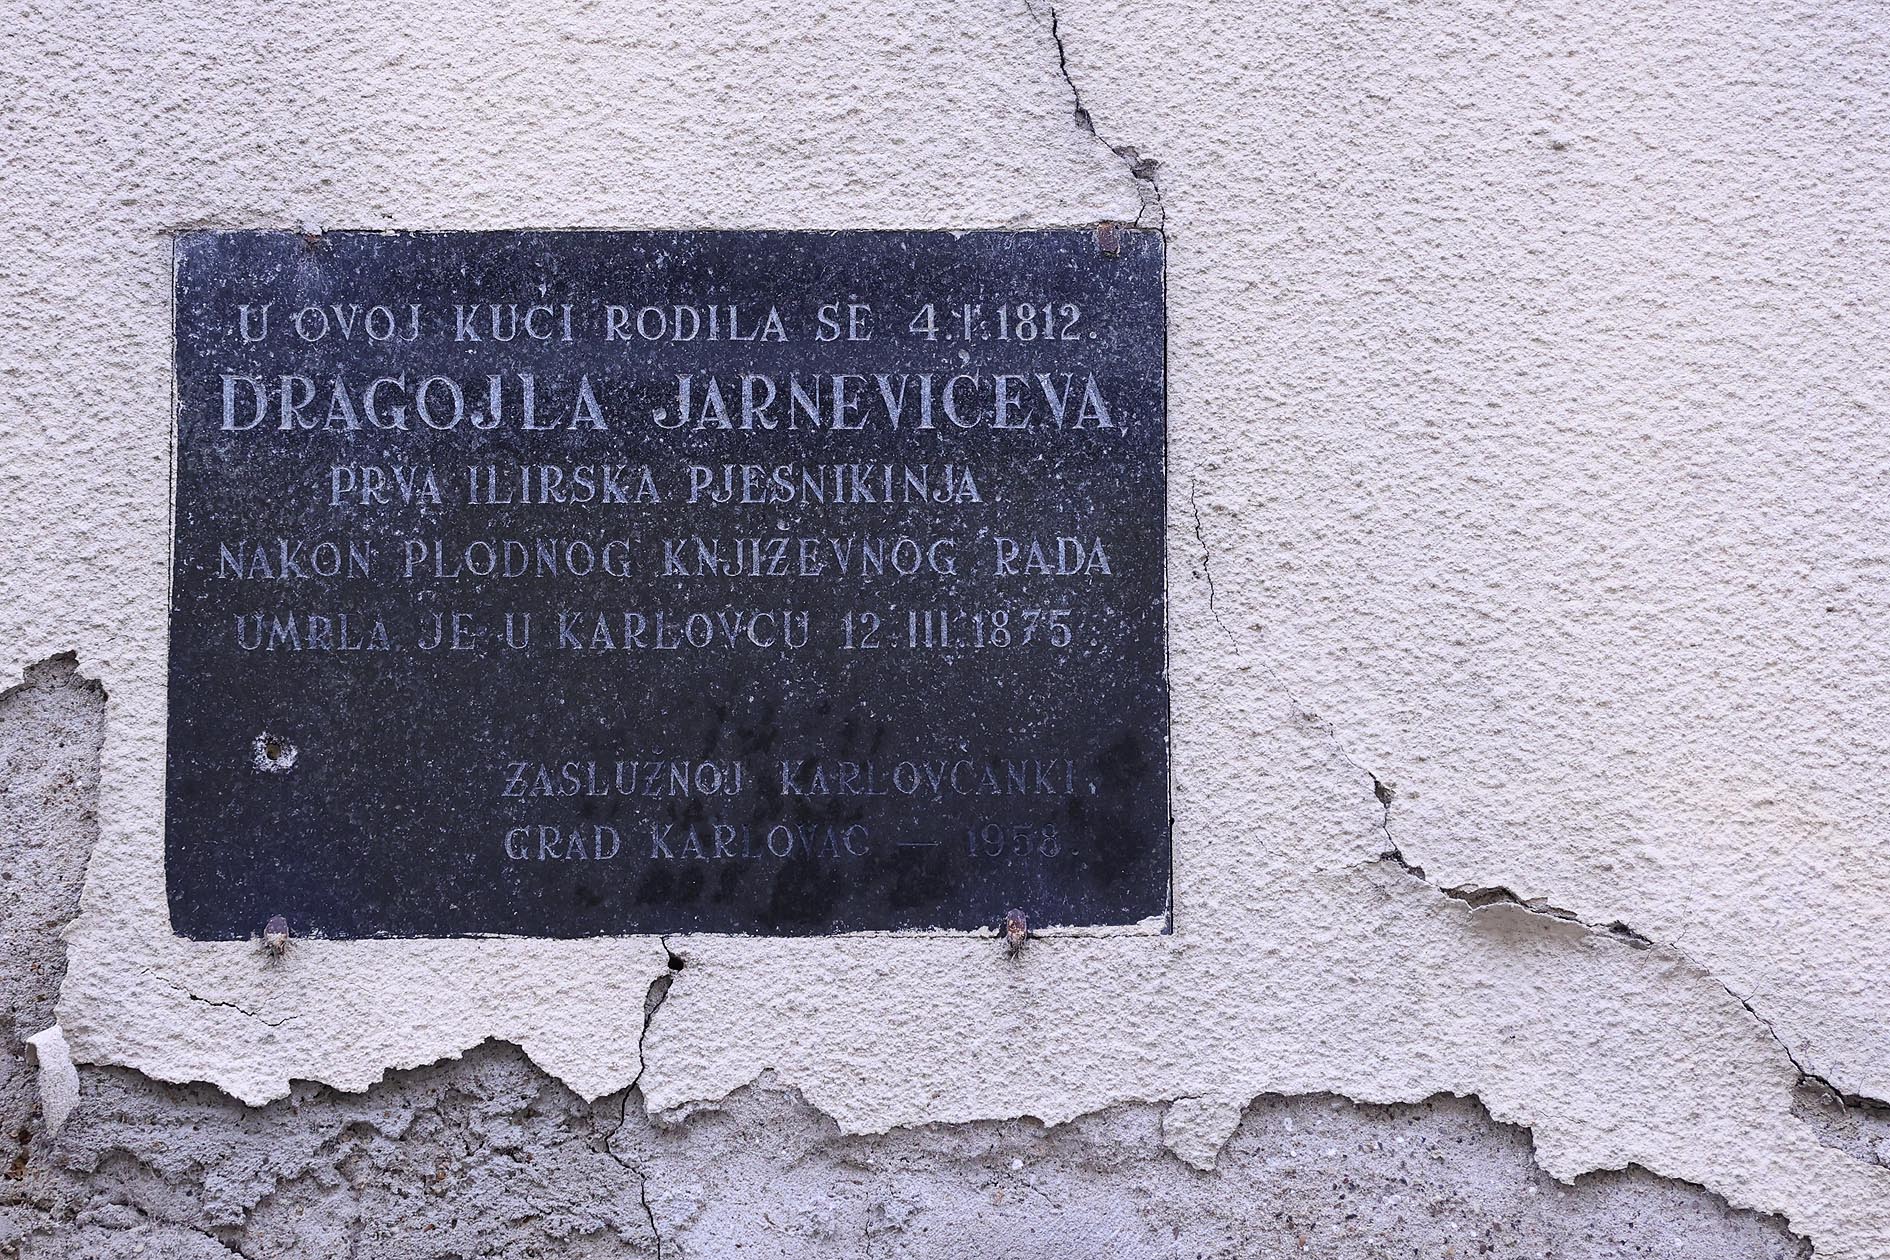 U OVOJ KUĆI RODILA SE 4.I.1812.
DRAGOJLA JARNEVIĆEVA,
PRVA ILIRSKA PJESNIKINJA.
NAKON PLODNOG KNJIŽEVNOG RADA
UMRLA JE U KARLOVCU 12.III.1875.
ZASLUŽNOJ KARLOVČANKI,
GRAD KARLOVAC — 1958.